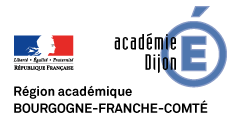 académie
Dijon
É
Liberté • Égalité • Fraternité
RÉPUBLIQUE FRANÇAISE
Région académique
BOURGOGNE-FRANCHE-COMTÉ